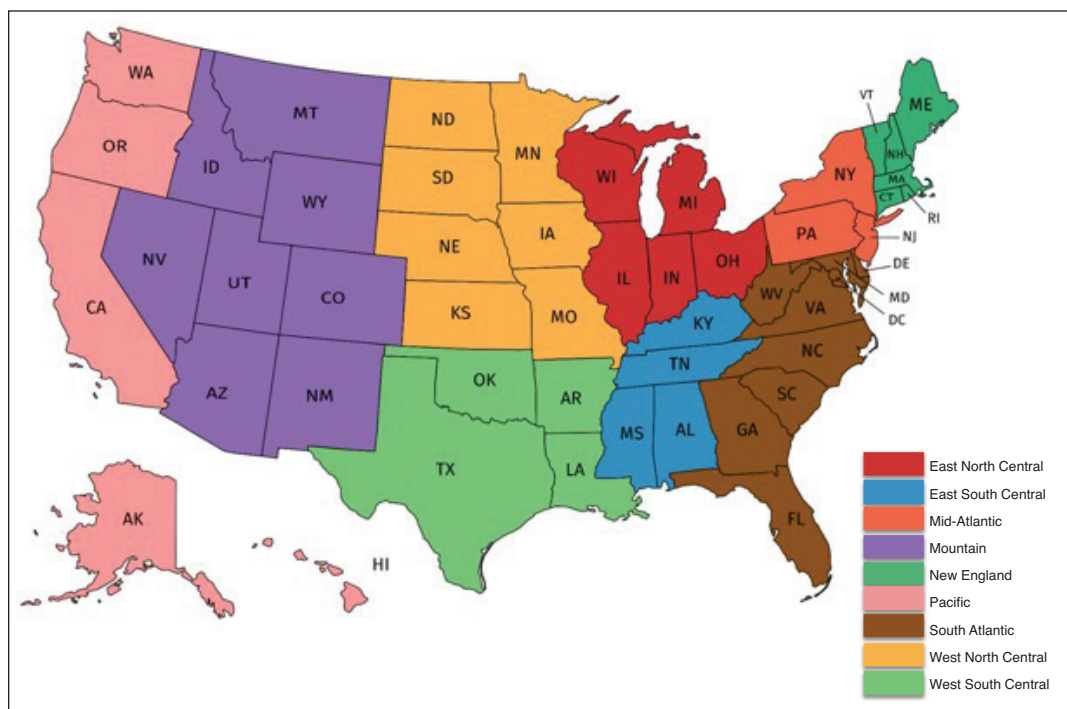 WA
MT
ND
MN
OR
ID
SD
WI
MI
NY
VT
ME
NH
MA
CT
RI
WY
NE
IA
PA
NJ
NV
UT
CO
IL
IN
OH
DE
MD
DC
CA
KS
MO
WV
VA
KY
NC
AZ
NM
OK
AR
TN
SC
TX
LA
MS
AL
GA
FL
AK
HI
East North Central
East South Central
Mid-Atlantic
Mountain
New England
Pacific
South Atlantic
West North Central
West South Central